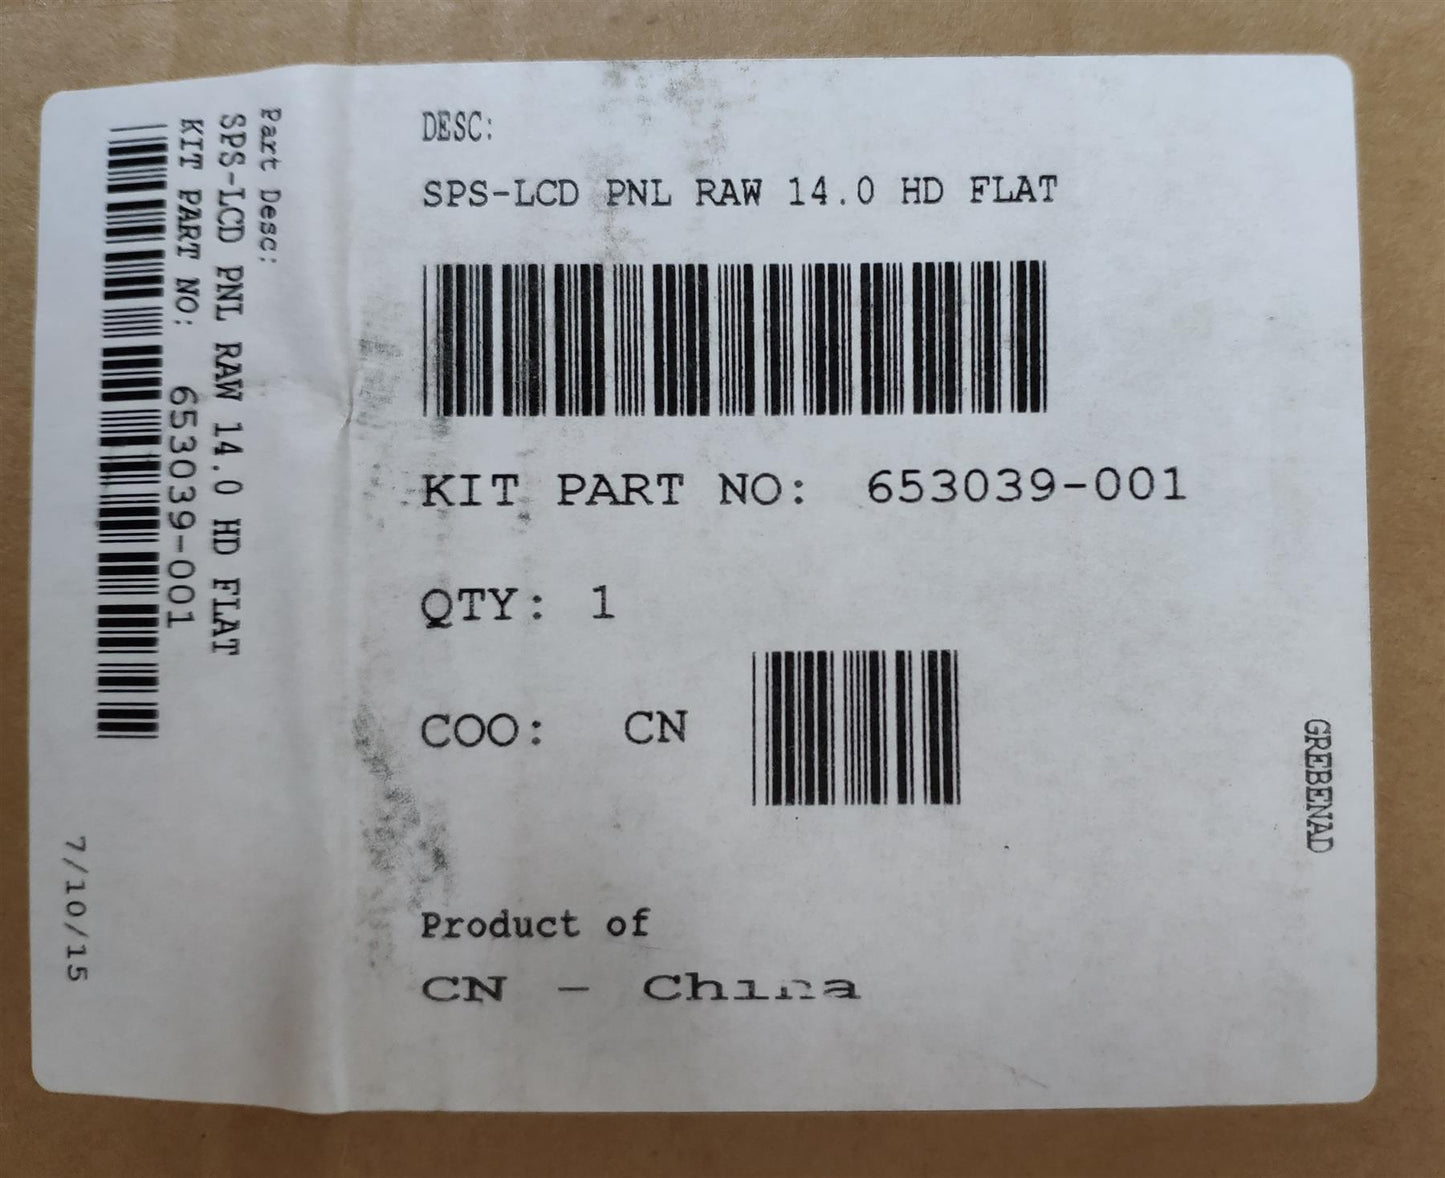 Part Desc:
SPS-LCD PNL RAW 14.0 HD FLAT
KIT PART NO: 653039-001
7/10/15
DESC:
SPS-LCD PNL RAW 14.0 HD FLAT
KIT PART NO: 653039-001
QTY: 1
COO: CN
Product of
CN - China
GREBENAD